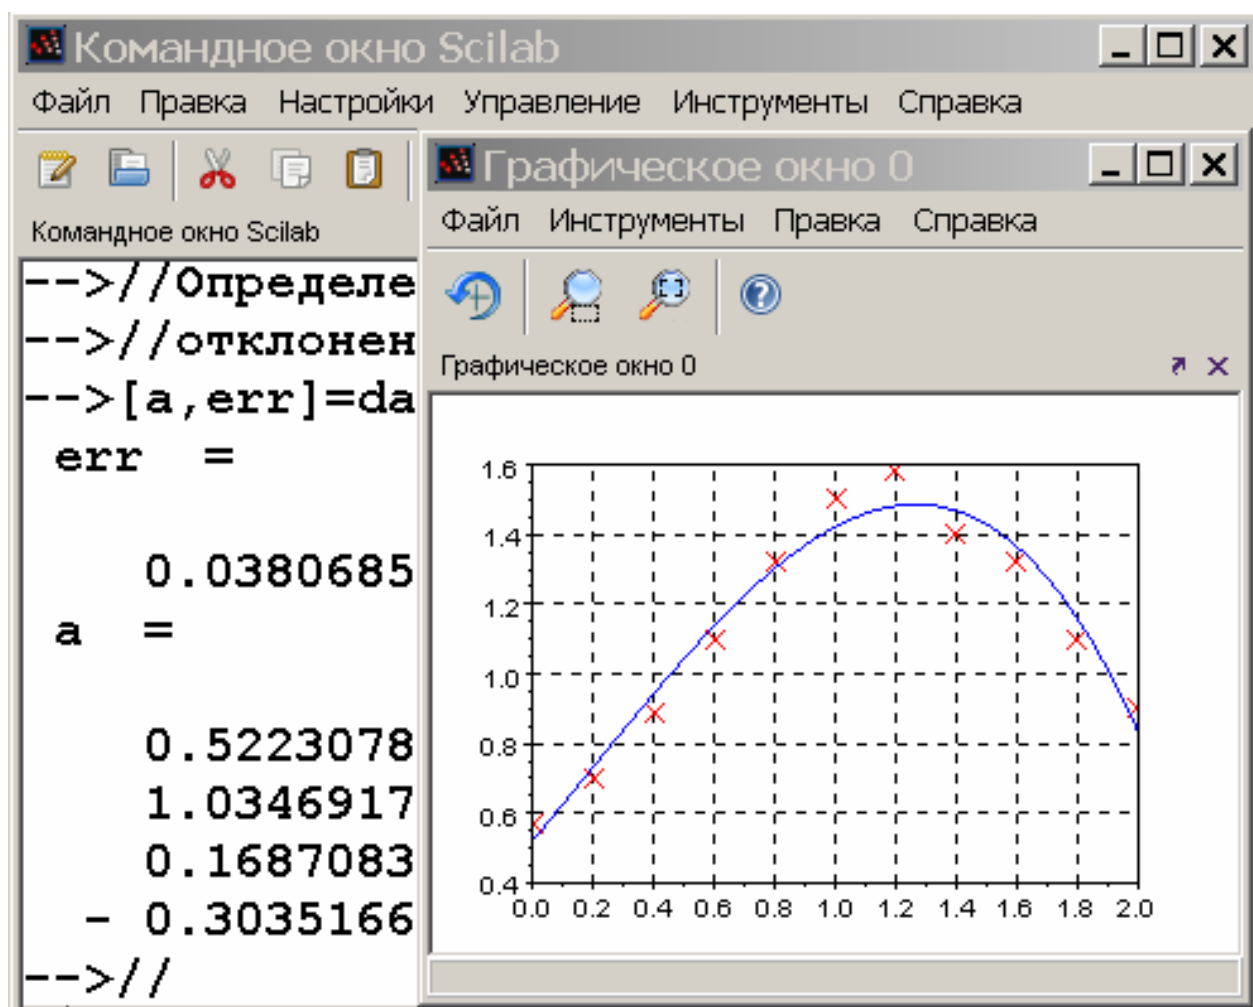 Командное окно Scilab
Файл Правка Настройки Управление Инструменты Справка
Командное окно Scilab
-->//Определе
-->//отклонен
-->[a,err]=da
err =
0.0380685
a =
0.5223078
1.0346917
0.1687083
- 0.3035166
-->//
Графическое окно 0
Файл Инструменты Правка Справка
Графическое окно 0
1.6
1.4
1.2
1.0
0.8
0.6
0.4
0.0 0.2 0.4 0.6 0.8 1.0 1.2 1.4 1.6 1.8 2.0